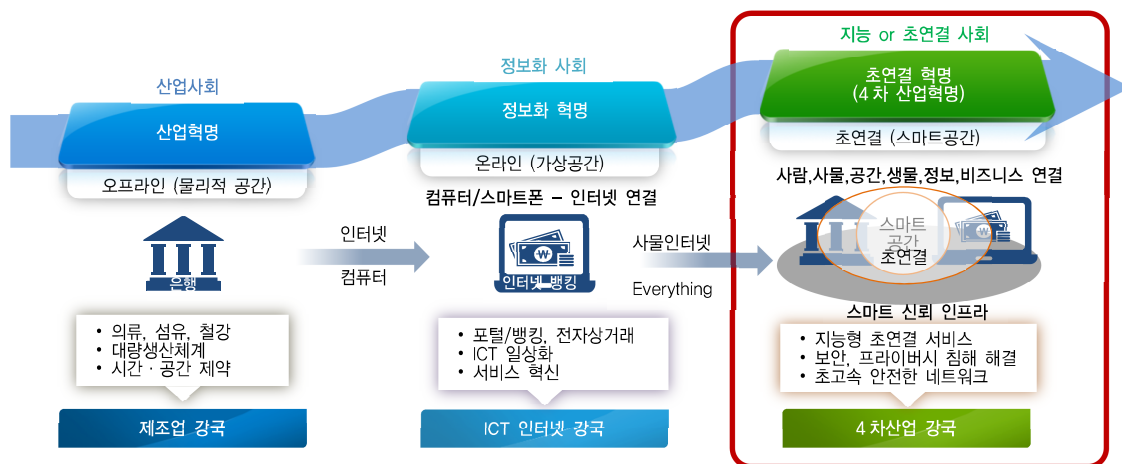 산업사회
산업혁명
오프라인 (물리적 공간)
은행
• 의류, 섬유, 철강
• 대량생산체계
• 시간 · 공간 제약
제조업 강국
인터넷
컴퓨터
정보화 사회
정보화 혁명
온라인 (가상공간)
컴퓨터/스마트폰 – 인터넷 연결
₩
인터넷 뱅킹
• 포털/뱅킹, 전자상거래
• ICT 일상화
• 서비스 혁신
ICT 인터넷 강국
사물인터넷
Everything
지능 or 초연결 사회
초연결 혁명
(4차 산업혁명)
초연결 (스마트공간)
사람,사물,공간,생물,정보,비즈니스 연결
스마트
공간
초연결
₩
스마트 신뢰 인프라
• 지능형 초연결 서비스
• 보안, 프라이버시 침해 해결
• 초고속 안전한 네트워크
4차산업 강국